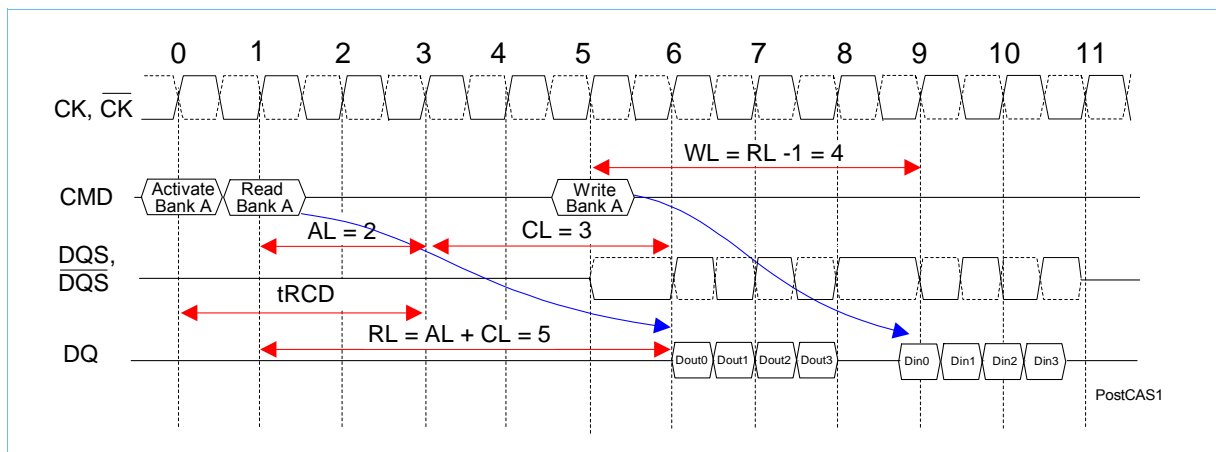 0 1 2 3 4 5 6 7 8 9 10 11
CK, C̅K̅
WL = RL -1 = 4
CMD
Activate
Bank A
Read
Bank A
Write
Bank A
AL = 2
CL = 3
DQS,
D̅Q̅S̅
tRCD
RL = AL + CL = 5
DQ
Dout0 Dout1 Dout2 Dout3
Din0 Din1 Din2 Din3
PostCAS1